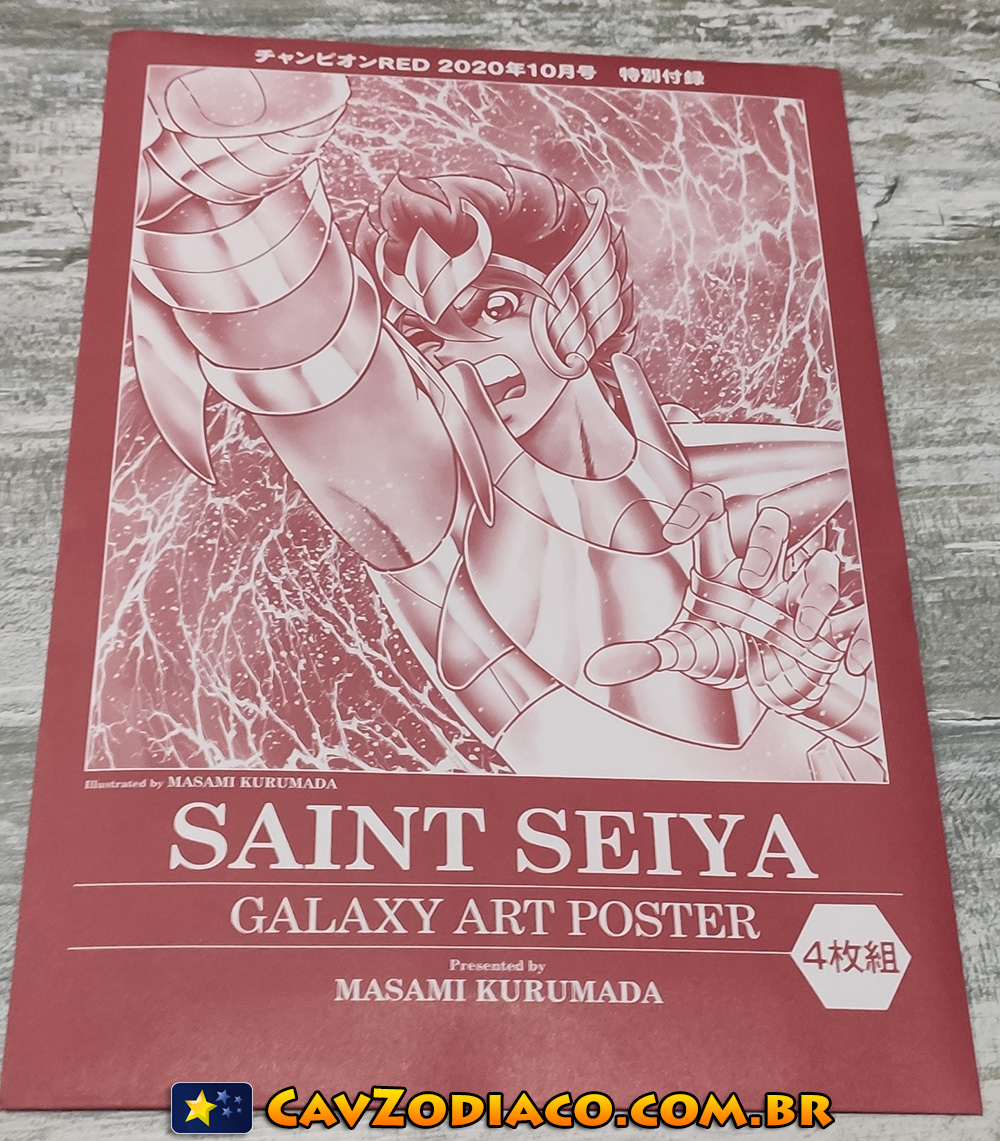 チャンピオンRED 2020年10月号 特別付録
Illustrated by MASAMI KURUMADA
SAINT SEIYA
GALAXY ART POSTER
4枚組
Presented by
MASAMI KURUMADA
CAVZODIACO.COM.BR